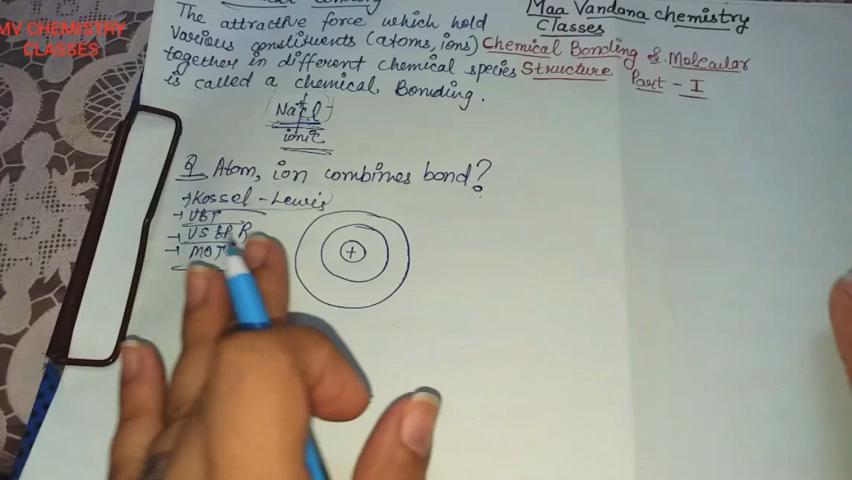 MV CHEMISTRY
CLASSES
Maa Vandana chemistry
Classes
Chemical Bonding & Molecular
Structure Part - I
The attractive force which hold
Various constituents (atoms, ions)
together in different chemical species
is called a chemical Bonding.
ionic
Q Atom, ion combines bond?
→ Kossel - Lewis
→ VBT
→ VSEPR
→ MOT
+